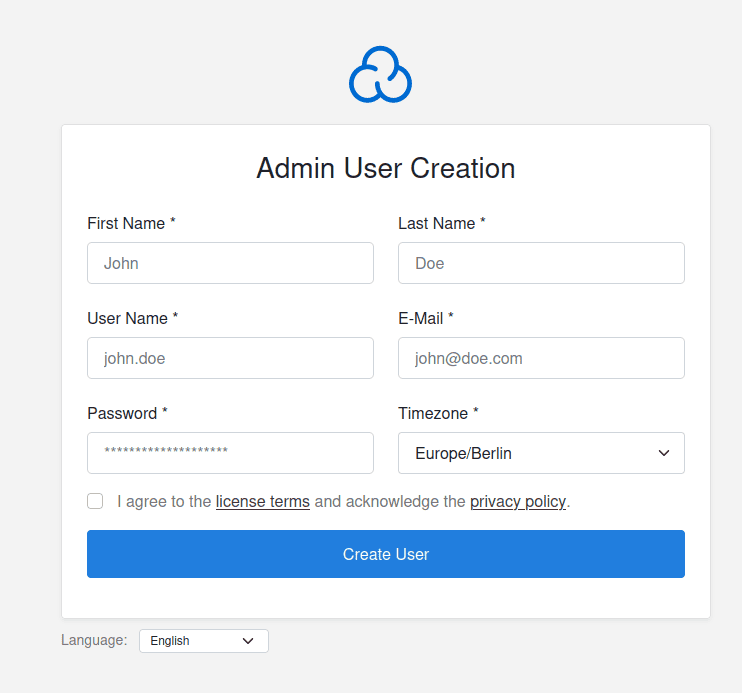 Admin User Creation
First Name *
Last Name *
John
Doe
User Name *
E-Mail *
john.doe
john@doe.com
Password *
Timezone *
********************
Europe/Berlin
I agree to the license terms and acknowledge the privacy policy.
Create User
Language: English